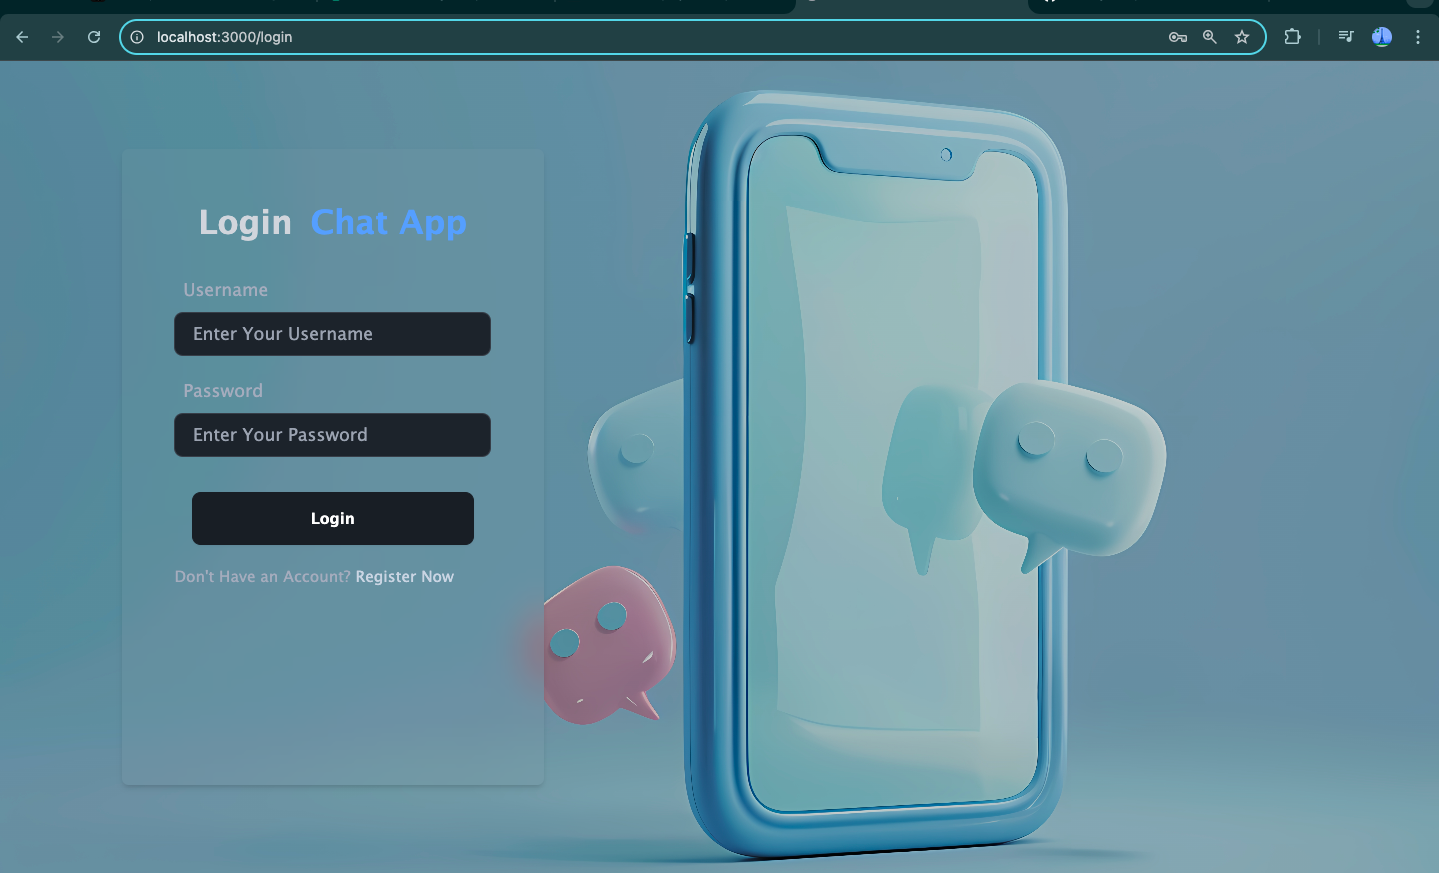 localhost:3000/login
Login Chat App
Username
Enter Your Username
Password
Enter Your Password
Login
Don't Have an Account? Register Now